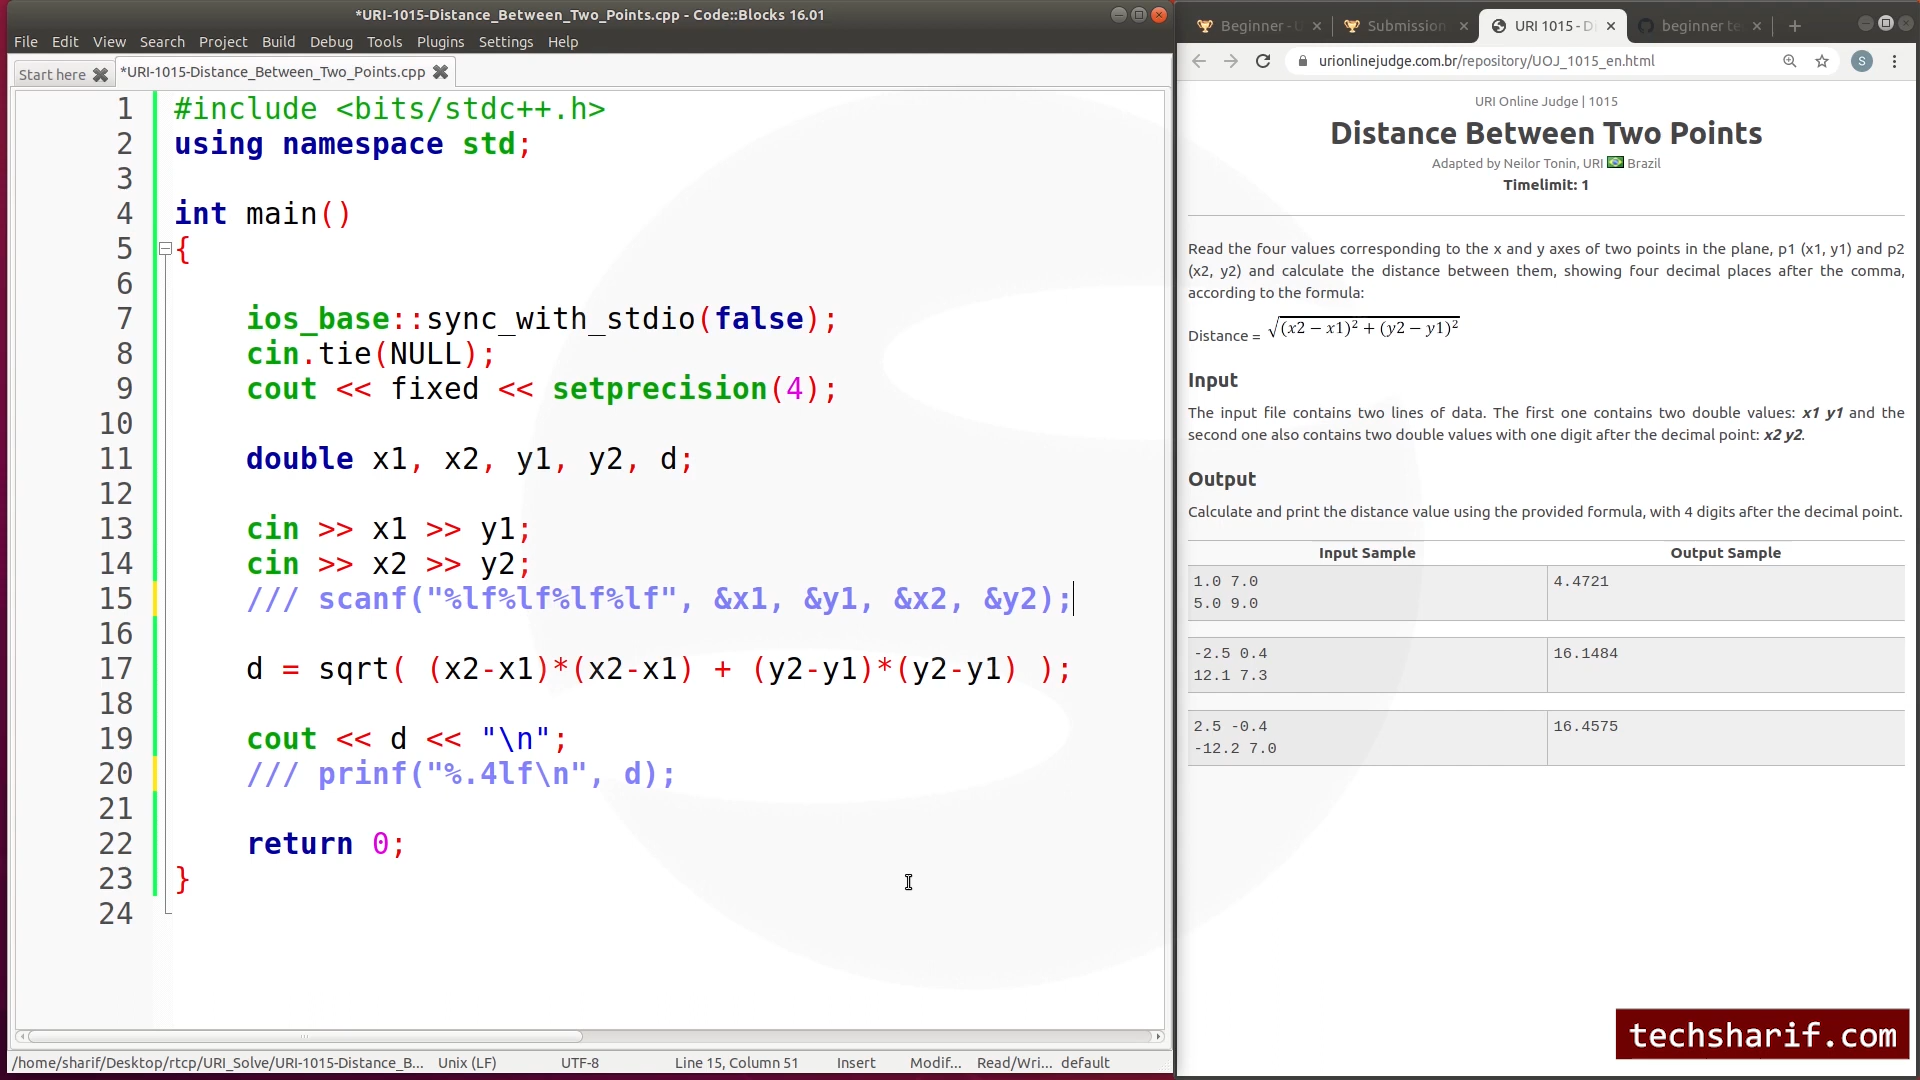 *URI-1015-Distance_Between_Two_Points.cpp - Code::Blocks 16.01
File Edit View Search Project Build Debug Tools Plugins Settings Help
Start here *URI-1015-Distance_Between_Two_Points.cpp
1 #include <bits/stdc++.h>
2 using namespace std;
3
4 int main()
5 {
6
7 ios_base::sync_with_stdio(false);
8 cin.tie(NULL);
9 cout << fixed << setprecision(4);
10
11 double x1, x2, y1, y2, d;
12
13 cin >> x1 >> y1;
14 cin >> x2 >> y2;
15 /// scanf("%lf%lf%lf%lf", &x1, &y1, &x2, &y2);
16
17 d = sqrt( (x2-x1)*(x2-x1) + (y2-y1)*(y2-y1) );
18
19 cout << d << "\n";
20 /// prinf("%.4lf\n", d);
21
22 return 0;
23 }
24
/home/sharif/Desktop/rtcp/URI_Solve/URI-1015-Distance_B... Unix (LF) UTF-8 Line 15, Column 51 Insert Modif... Read/Wri... default
Beginner - Submission URI 1015 - D beginner te
urionlinejudge.com.br/repository/UOJ_1015_en.html S
URI Online Judge | 1015
Distance Between Two Points
Adapted by Neilor Tonin, URI Brazil
Timelimit: 1
Read the four values corresponding to the x and y axes of two points in the plane, p1 (x1, y1) and p2
(x2, y2) and calculate the distance between them, showing four decimal places after the comma,
according to the formula:
Distance = √(x2 − x1)² + (y2 − y1)²
Input
The input file contains two lines of data. The first one contains two double values: x1 y1 and the
second one also contains two double values with one digit after the decimal point: x2 y2.
Output
Calculate and print the distance value using the provided formula, with 4 digits after the decimal point.
Input Sample Output Sample
1.0 7.0 4.4721
5.0 9.0
-2.5 0.4 16.1484
12.1 7.3
2.5 -0.4 16.4575
-12.2 7.0
techsharif.com